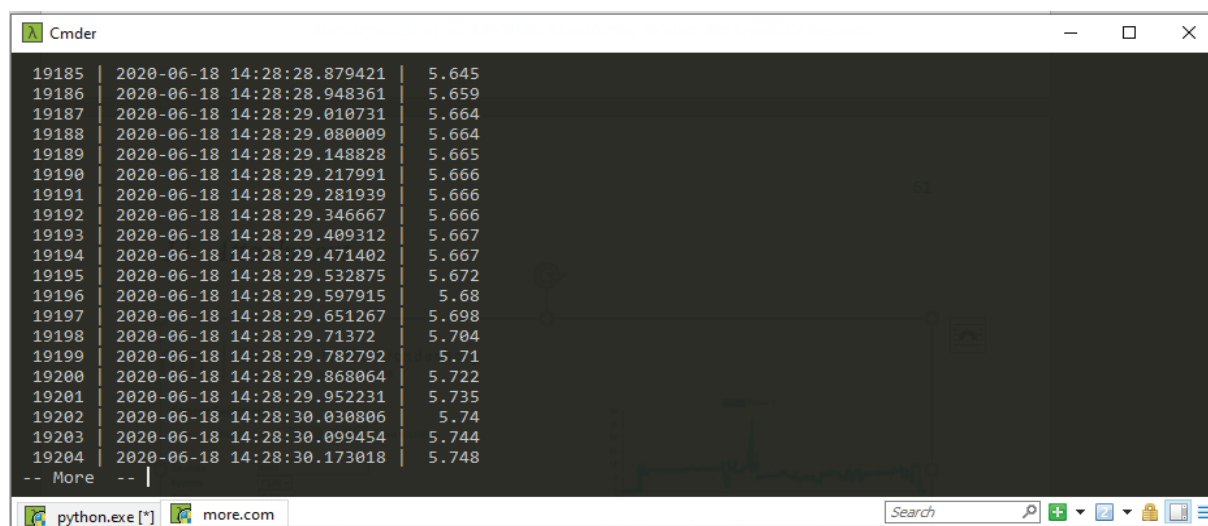 Cmder
19185 | 2020-06-18 14:28:28.879421 |  5.645
19186 | 2020-06-18 14:28:28.948361 |  5.659
19187 | 2020-06-18 14:28:29.010731 |  5.664
19188 | 2020-06-18 14:28:29.080009 |  5.664
19189 | 2020-06-18 14:28:29.148828 |  5.665
19190 | 2020-06-18 14:28:29.217991 |  5.666
19191 | 2020-06-18 14:28:29.281939 |  5.666
19192 | 2020-06-18 14:28:29.346667 |  5.666
19193 | 2020-06-18 14:28:29.409312 |  5.667
19194 | 2020-06-18 14:28:29.471402 |  5.667
19195 | 2020-06-18 14:28:29.532875 |  5.672
19196 | 2020-06-18 14:28:29.597915 |   5.68
19197 | 2020-06-18 14:28:29.651267 |  5.698
19198 | 2020-06-18 14:28:29.71372  |  5.704
19199 | 2020-06-18 14:28:29.782792 |   5.71
19200 | 2020-06-18 14:28:29.868064 |  5.722
19201 | 2020-06-18 14:28:29.952231 |  5.735
19202 | 2020-06-18 14:28:30.030806 |   5.74
19203 | 2020-06-18 14:28:30.099454 |  5.744
19204 | 2020-06-18 14:28:30.173018 |  5.748
-- More  --
python.exe [*] more.com Search